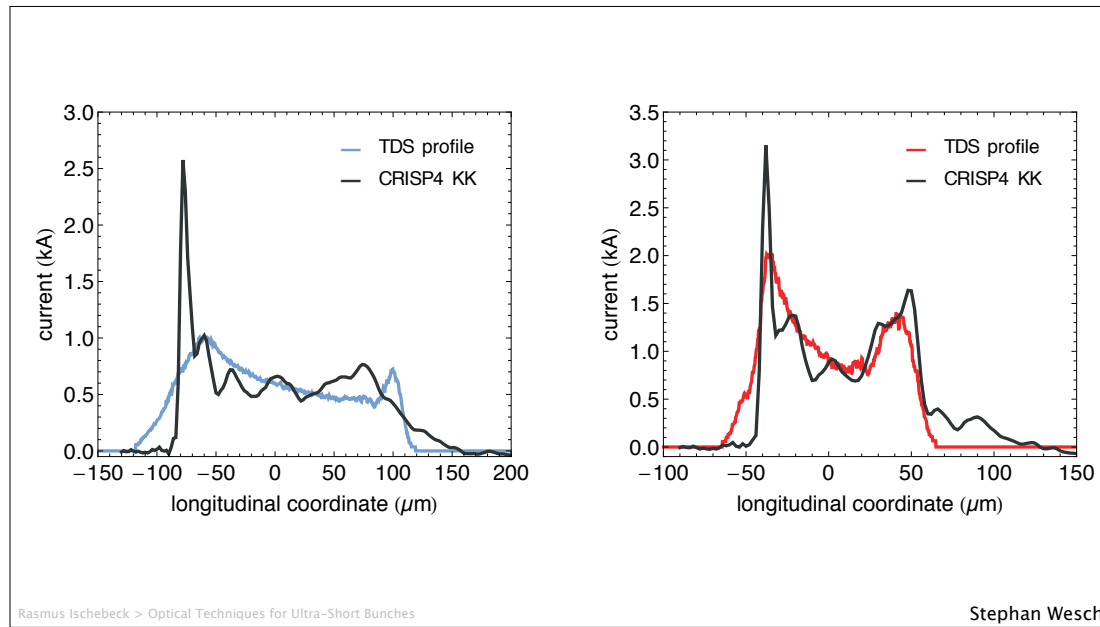 3.0
2.5
2.0
1.5
1.0
0.5
0.0
−150 −100 −50 0 50 100 150 200
current (kA)
longitudinal coordinate (μm)
TDS profile
CRISP4 KK
3.5
3.0
2.5
2.0
1.5
1.0
0.5
0.0
−100 −50 0 50 100 150
current (kA)
longitudinal coordinate (μm)
TDS profile
CRISP4 KK
Rasmus Ischebeck > Optical Techniques for Ultra−Short Bunches
Stephan Wesch